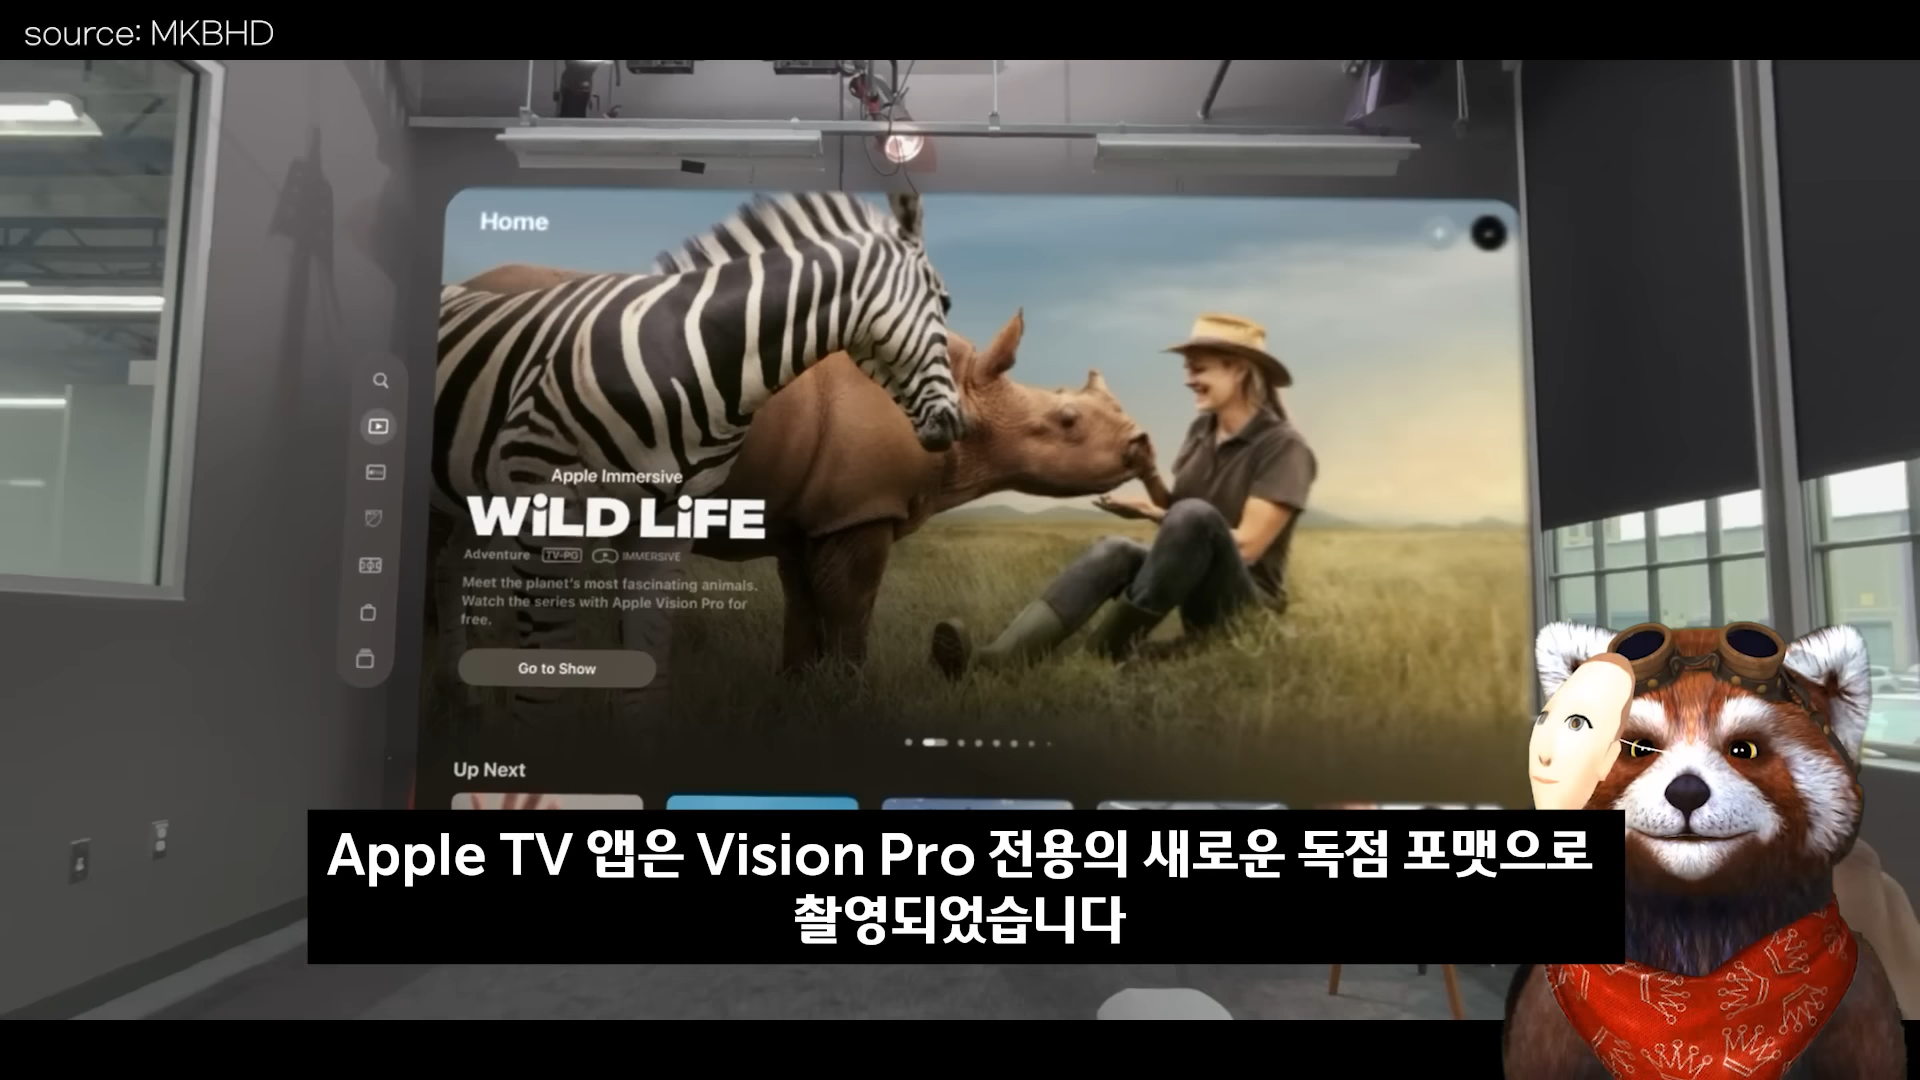 source: MKBHD
Home
Apple Immersive
WiLD LiFE
Adventure TV-PG IMMERSIVE
Meet the planet's most fascinating animals.
Watch the series with Apple Vision Pro for
free.
Go to Show
Up Next
Apple TV 앱은 Vision Pro 전용의 새로운 독점 포맷으로
촬영되었습니다